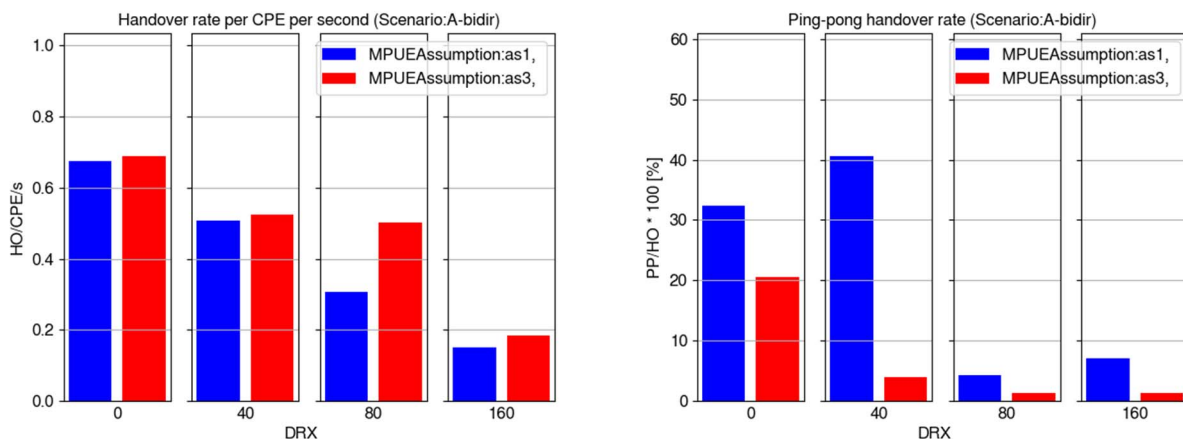 Handover rate per CPE per second (Scenario:A-bidir)
MPUEAssumption:as1,
MPUEAssumption:as3,
HO/CPE/s
1.0
0.8
0.6
0.4
0.2
0.0
0 40 80 160
DRX
Ping-pong handover rate (Scenario:A-bidir)
MPUEAssumption:as1,
MPUEAssumption:as3,
PP/HO * 100 [%]
60
50
40
30
20
10
0
0 40 80 160
DRX